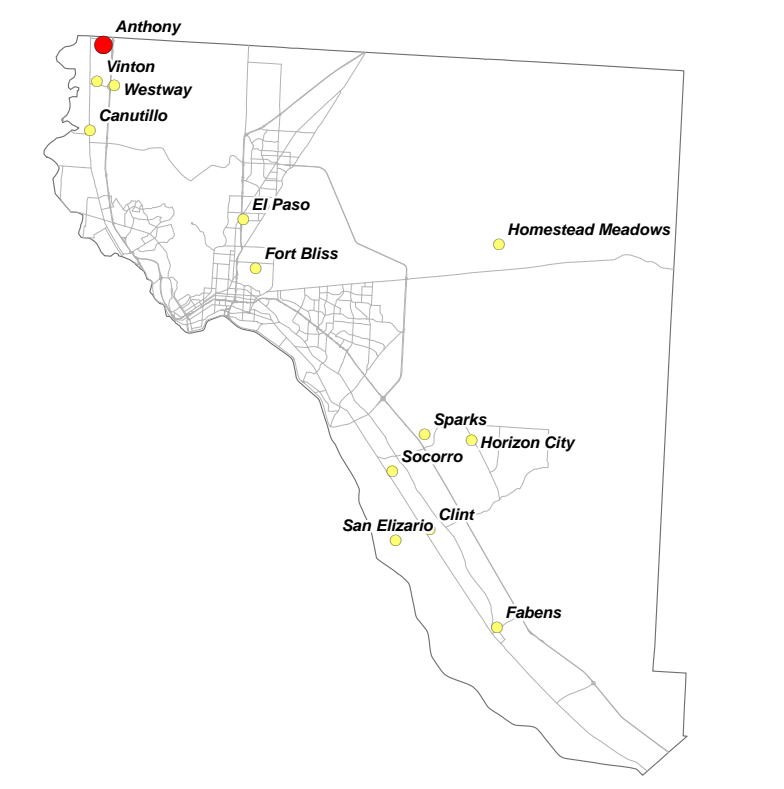 Anthony
Vinton
Westway
Canutillo
El Paso
Homestead Meadows
Fort Bliss
Sparks
Horizon City
Socorro
Clint
San Elizario
Fabens